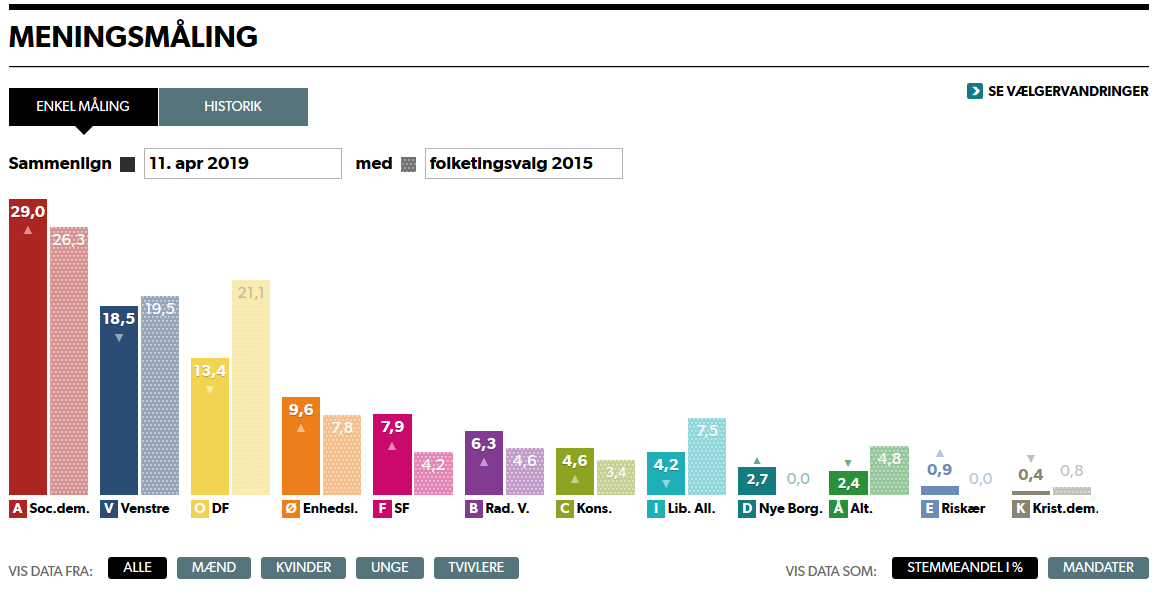 MENINGSMÅLING
ENKEL MÅLING HISTORIK
SE VÆLGERVANDRINGER
Sammenlign 11. apr 2019 med folketingsvalg 2015
29,0 26,3 18,5 19,5 13,4 21,1 9,6 7,8 7,9 4,2 6,3 4,6 4,6 3,4 4,2 7,5 2,7 0,0 2,4 4,8 0,9 0,0 0,4 0,8
A Soc.dem. V Venstre O DF Ø Enhedsl. F SF B Rad. V. C Kons. I Lib. All. D Nye Borg. Å Alt. E Riskær K Krist.dem.
VIS DATA FRA: ALLE MÆND KVINDER UNGE TVIVLERE VIS DATA SOM: STEMMEANDEL I % MANDATER